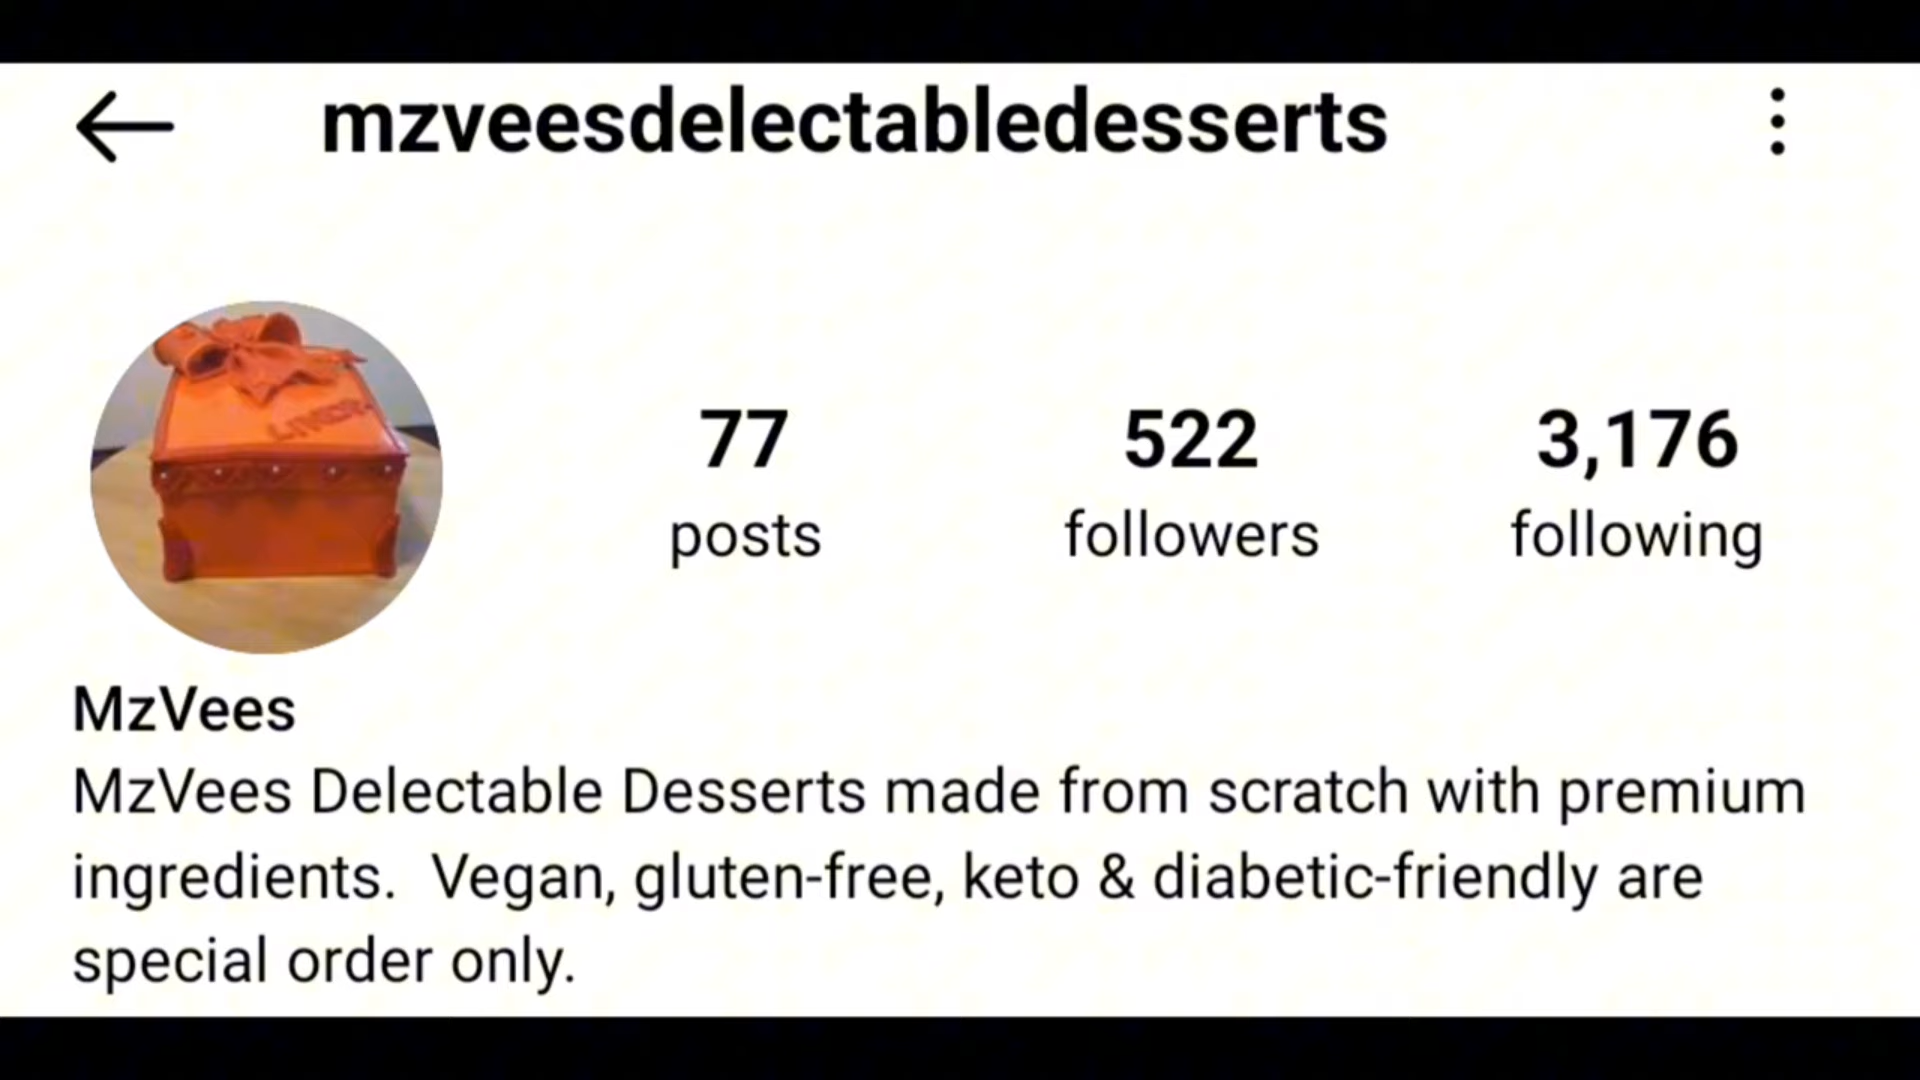 mzveesdelectabledesserts
77 522 3,176
posts followers following
MzVees
MzVees Delectable Desserts made from scratch with premium
ingredients.  Vegan, gluten-free, keto & diabetic-friendly are
special order only.